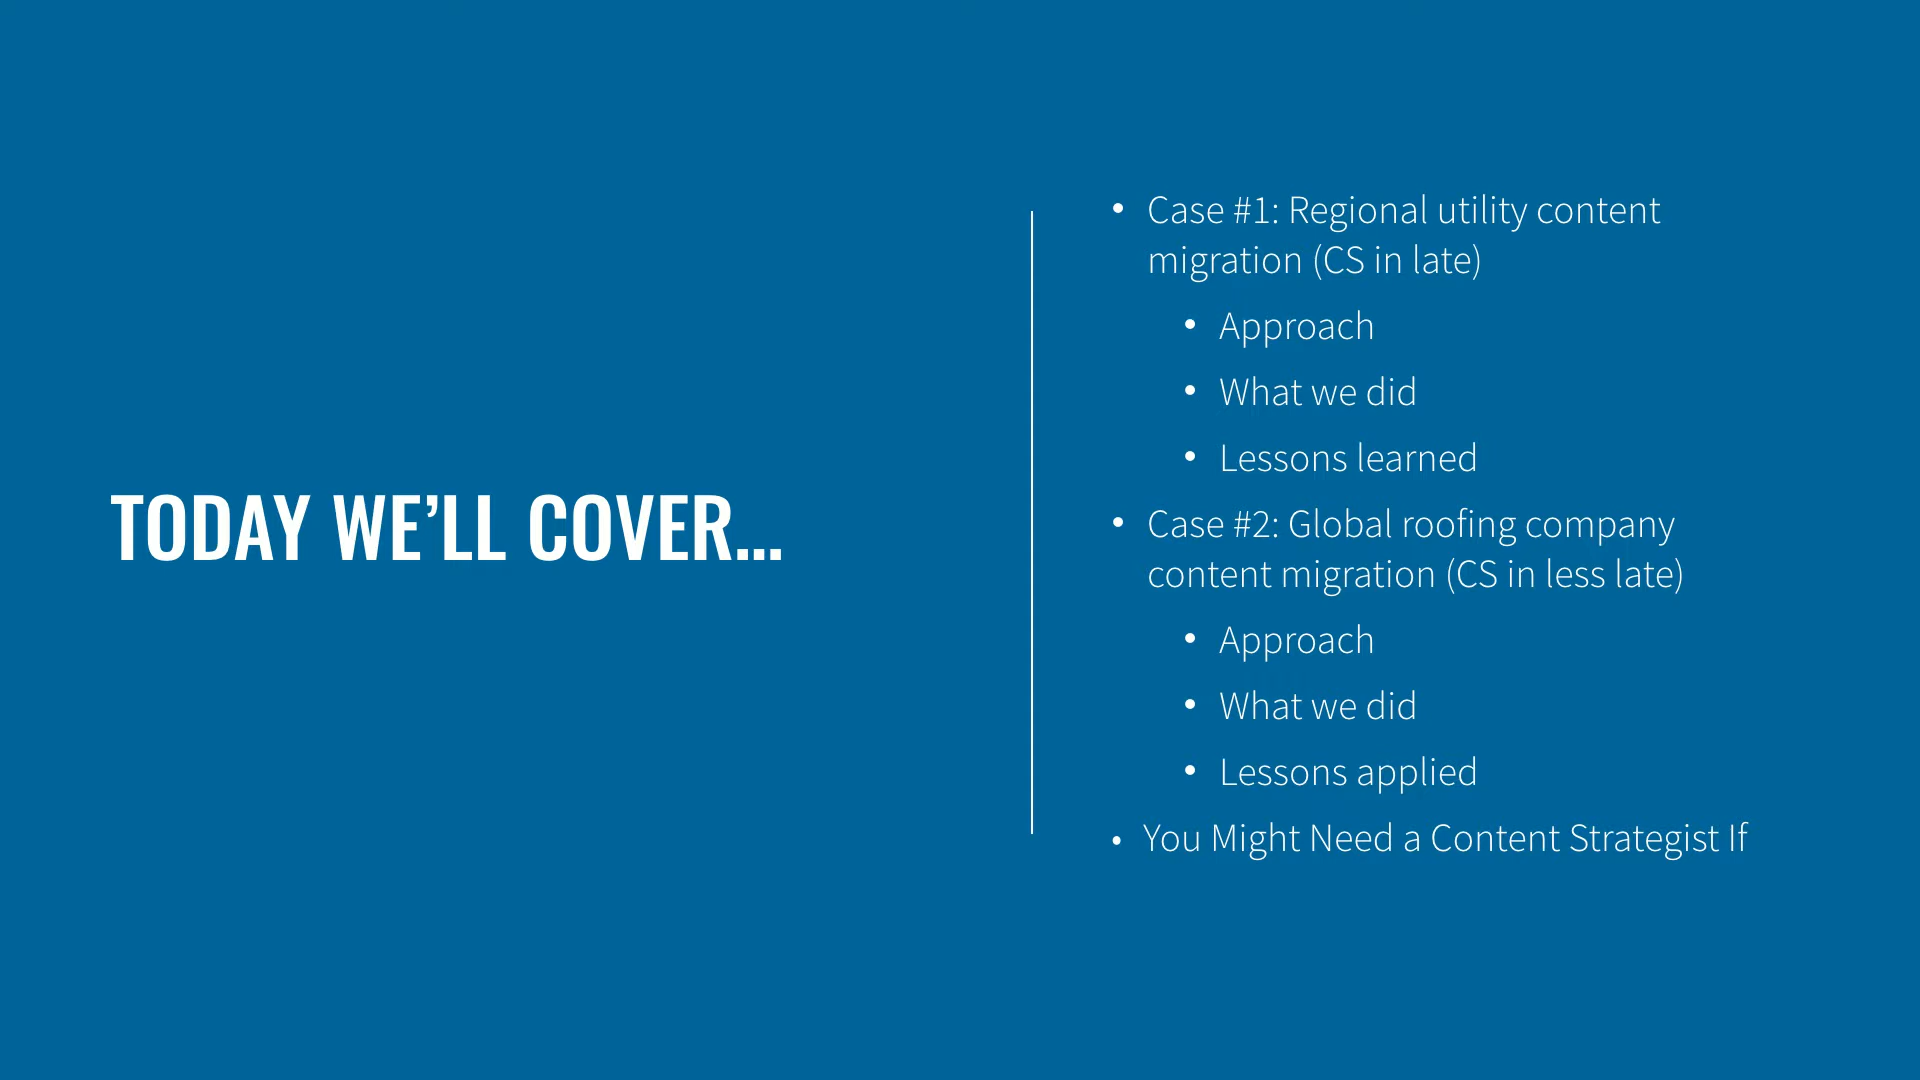 TODAY WE’LL COVER…
• Case #1: Regional utility content
migration (CS in late)
• Approach
• What we did
• Lessons learned
• Case #2: Global roofing company
content migration (CS in less late)
• Approach
• What we did
• Lessons applied
• You Might Need a Content Strategist If